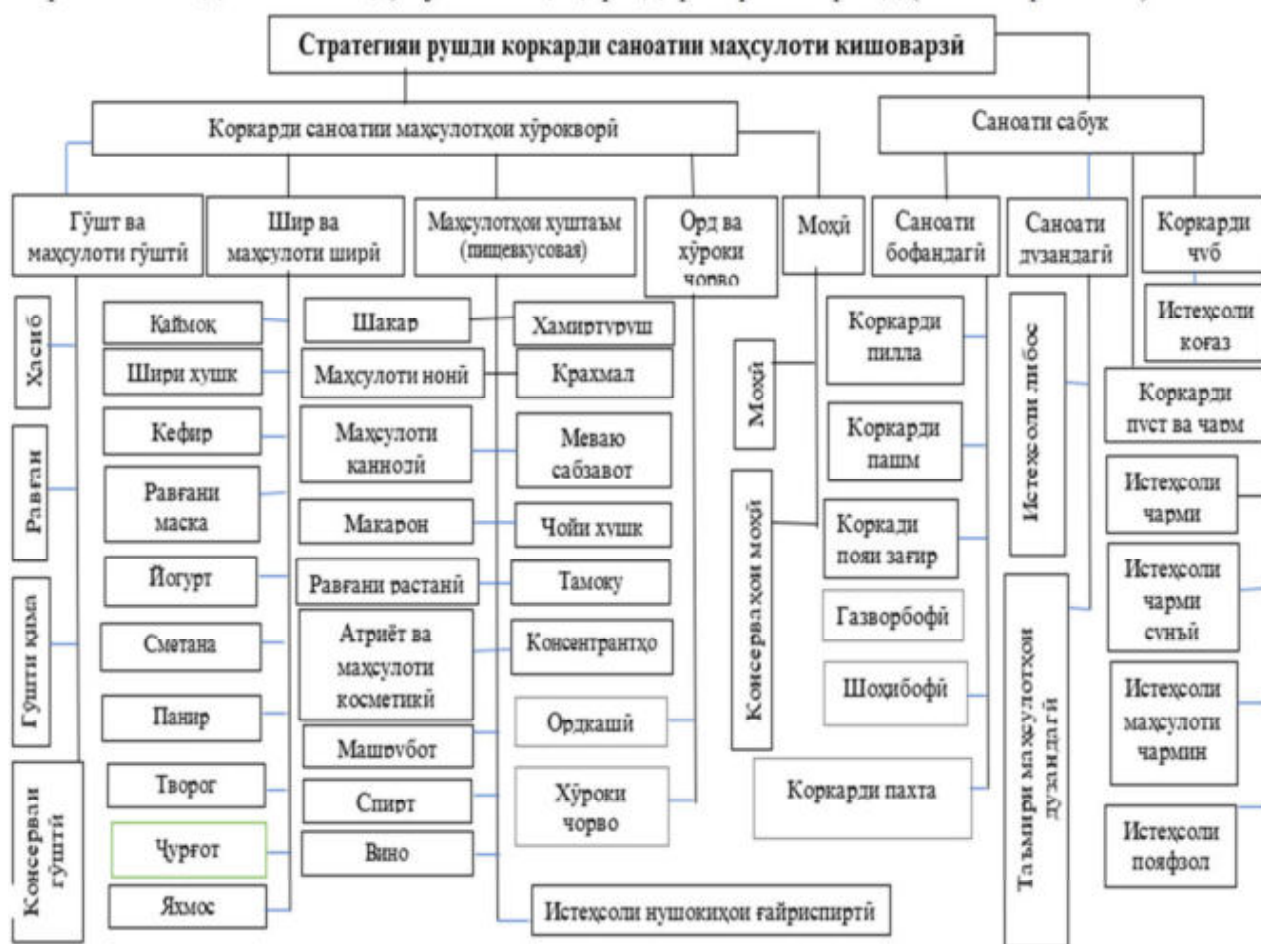 Стратегияи рушди коркарди саноатии маҳсулоти кишоварзӣ
Коркарди саноатии маҳсулотҳои хӯрокворӣ
Саноати сабук
Гӯшт ва
маҳсулоти гӯштӣ
Шир ва
маҳсулоти ширӣ
Маҳсулотҳои хуштаъм
(пищевкусовая)
Орд ва
хӯроки
чорво
Моҳӣ
Саноати
бофандагӣ
Саноати
дузандагӣ
Коркарди
чуб
Ҳасиб
Равған
Гӯшти қима
Консерваи
гӯштӣ
Каймоқ
Шири хушк
Кефир
Равғани
маска
Йогурт
Сметана
Панир
Творог
Ҷурғот
Яхмос
Шакар
Маҳсулоти нонӣ
Маҳсулоти
каннодӣ
Макарон
Равғани растанӣ
Атриёт ва
маҳсулоти
косметикӣ
Машрубот
Спирт
Вино
Хамиртуруш
Крахмал
Меваю
сабзавот
Чойи хушк
Тамоку
Консентрантҳо
Ордкашӣ
Хӯроки
чорво
Истеҳсоли нушокиҳои ғайриспиртӣ
Моҳӣ
Консерваҳои моҳӣ
Коркарди
пилла
Коркарди
пашм
Коркади
пояи зағир
Газворбофӣ
Шоҳибофӣ
Коркарди пахта
Истеҳсоли либос
Таъмири маҳсулотҳои
дузандагӣ
Истеҳсоли
коғаз
Коркарди
пуст ва чарм
Истеҳсоли
чарми
Истеҳсоли
чарми
сунъӣ
Истеҳсоли
маҳсулоти
чармин
Истеҳсоли
пояфзол